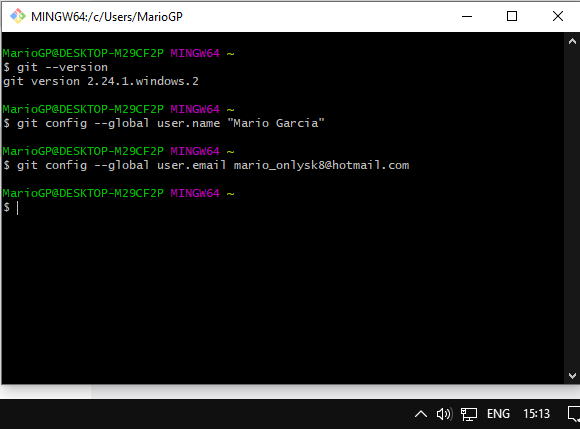 MINGW64:/c/Users/MarioGP
MarioGP@DESKTOP-M29CF2P MINGW64 ~
$ git --version
git version 2.24.1.windows.2
MarioGP@DESKTOP-M29CF2P MINGW64 ~
$ git config --global user.name "Mario Garcia"
MarioGP@DESKTOP-M29CF2P MINGW64 ~
$ git config --global user.email mario_onlysk8@hotmail.com
MarioGP@DESKTOP-M29CF2P MINGW64 ~
$
ENG 15:13